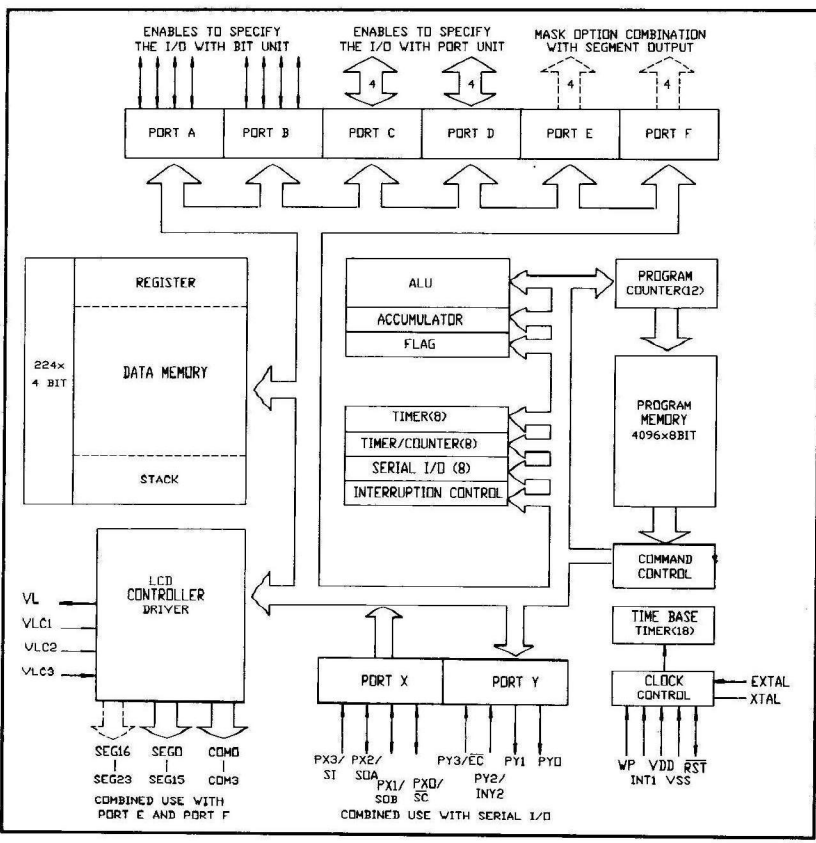 ENABLES TO SPECIFY
THE I/O WITH BIT UNIT
ENABLES TO SPECIFY
THE I/O WITH PORT UNIT
MASK OPTION COMBINATION
WITH SEGMENT OUTPUT
4
4
4
4
PORT A
PORT B
PORT C
PORT D
PORT E
PORT F
224x
4 BIT
REGISTER
DATA MEMORY
STACK
ALU
ACCUMULATOR
FLAG
TIMER(8)
TIMER/COUNTER(8)
SERIAL I/O (8)
INTERRUPTION CONTROL
PROGRAM
COUNTER(12)
PROGRAM
MEMORY
4096x8BIT
COMMAND
CONTROL
TIME BASE
TIMER(18)
CLOCK
CONTROL
EXTAL
XTAL
WP
VDD
RST
INT1
VSS
LCD
CONTROLLER
DRIVER
VL
VLC1
VLC2
VLC3
SEG16
SEG0
COM0
SEG23
SEG15
COM3
COMBINED USE WITH
PORT E AND PORT F
PORT X
PORT Y
PX3/
SI
PX2/
SOA
PX1/
SOB
PX0/
SC
PY3/EC
PY2/
INY2
PY1
PY0
COMBINED USE WITH SERIAL I/O